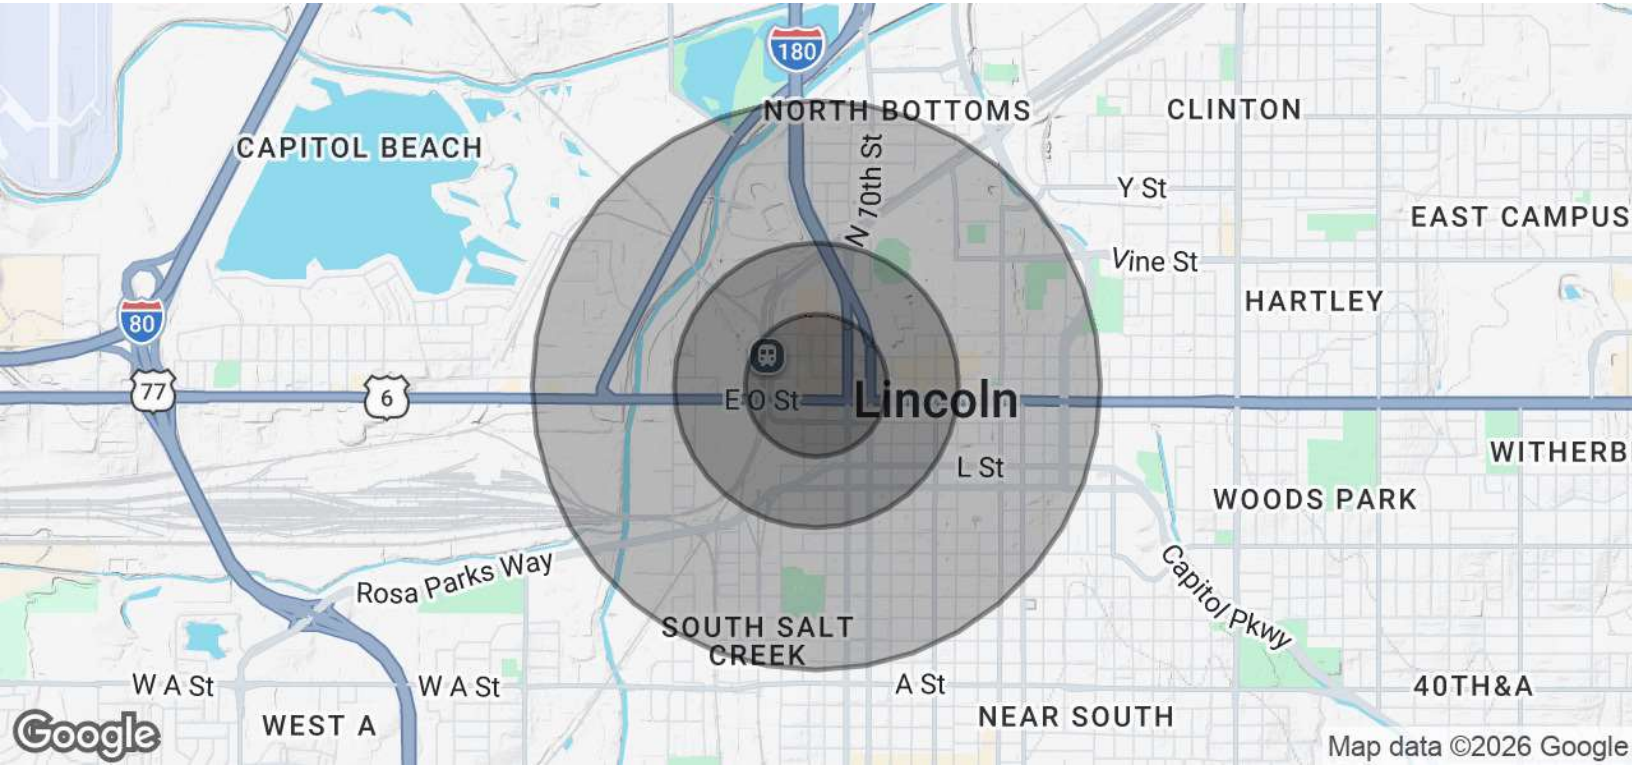 180
NORTH BOTTOMS
CLINTON
CAPITOL BEACH
N 70th St
Y St
EAST CAMPUS
Vine St
HARTLEY
80
77
6
E O St
Lincoln
WITHERB
L St
WOODS PARK
Rosa Parks Way
Capitol Pkwy
SOUTH SALT
CREEK
W A St
W A St
A St
40TH&A
WEST A
NEAR SOUTH
Google
Map data ©2026 Google